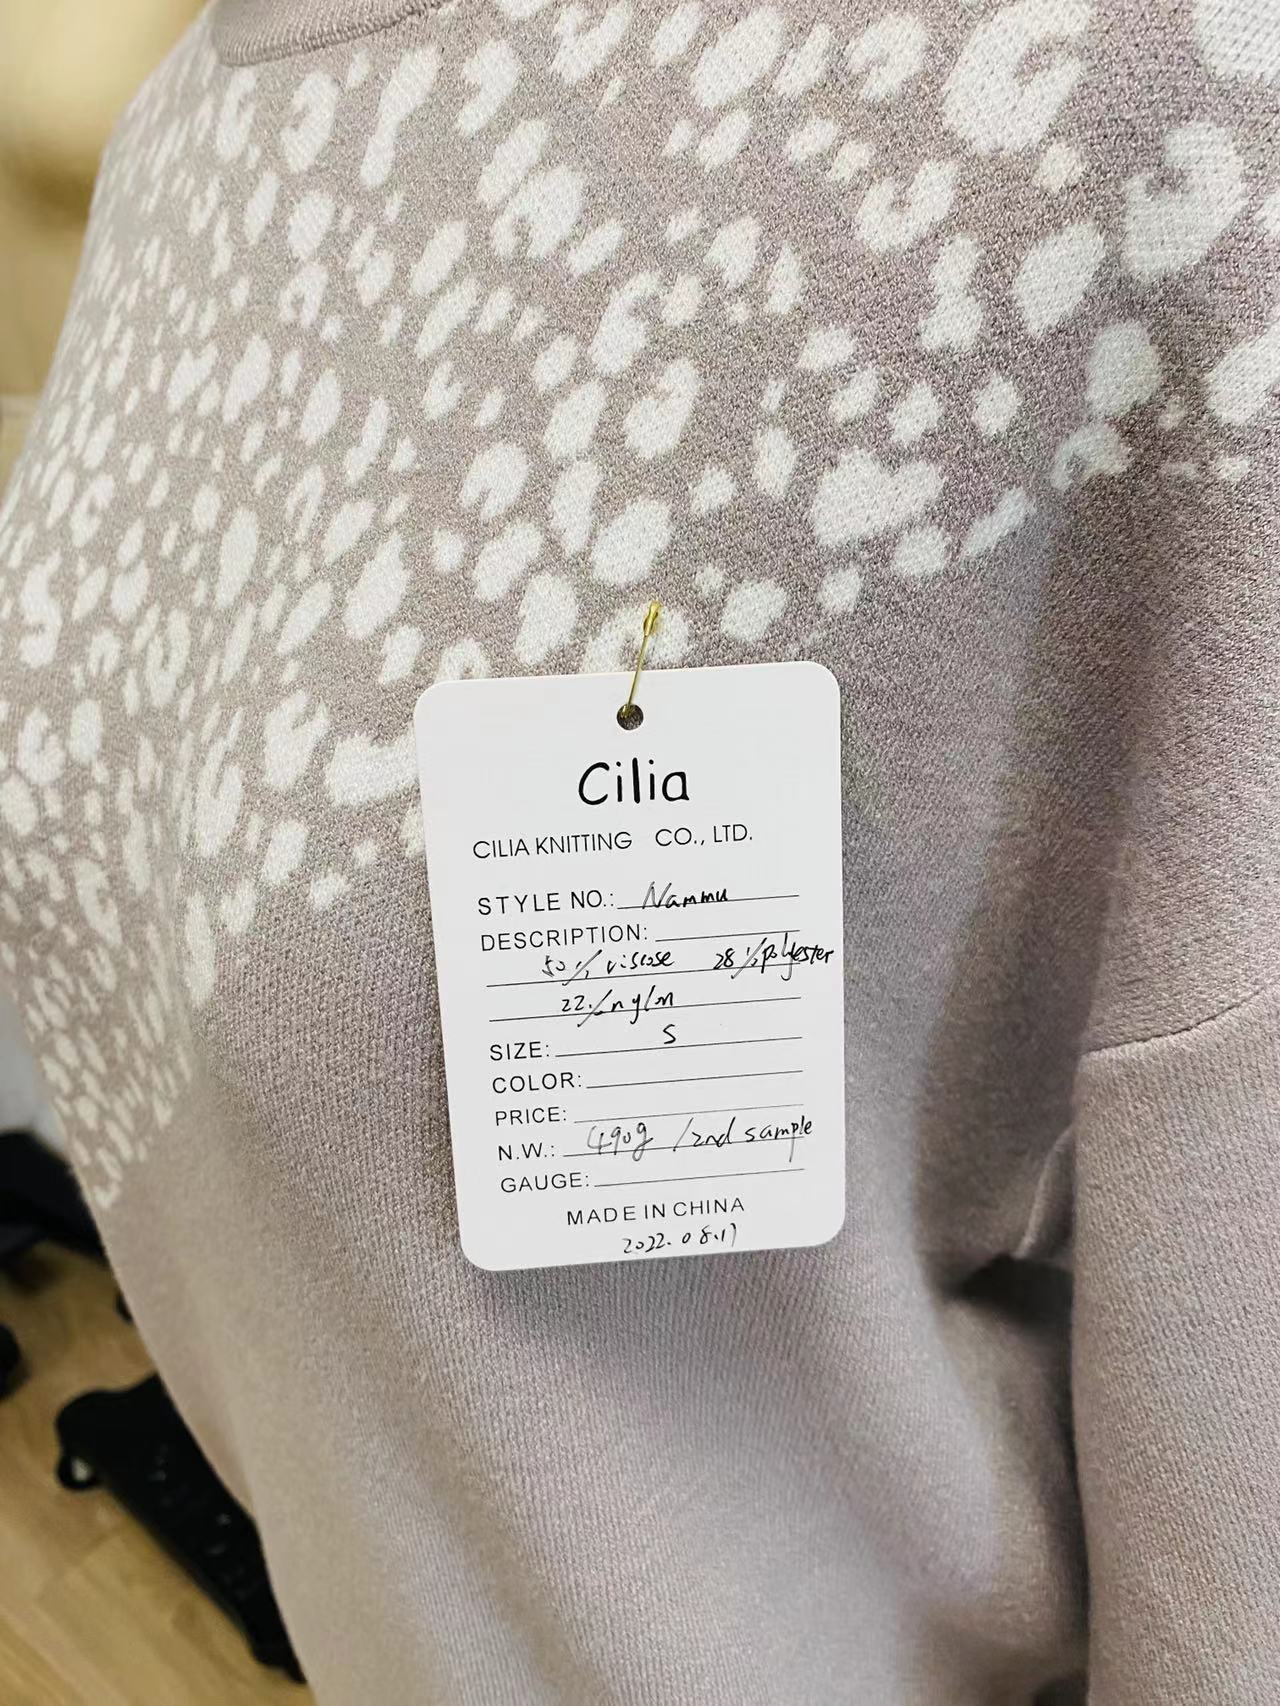 Cilia
CILIA KNITTING CO., LTD.
STYLE NO.: Nammu
DESCRIPTION:
50% viscose 28% polyester
22% nylon
SIZE: S
COLOR:
PRICE:
N.W.: 490g / 2nd sample
GAUGE:
MADE IN CHINA
2022.08.17